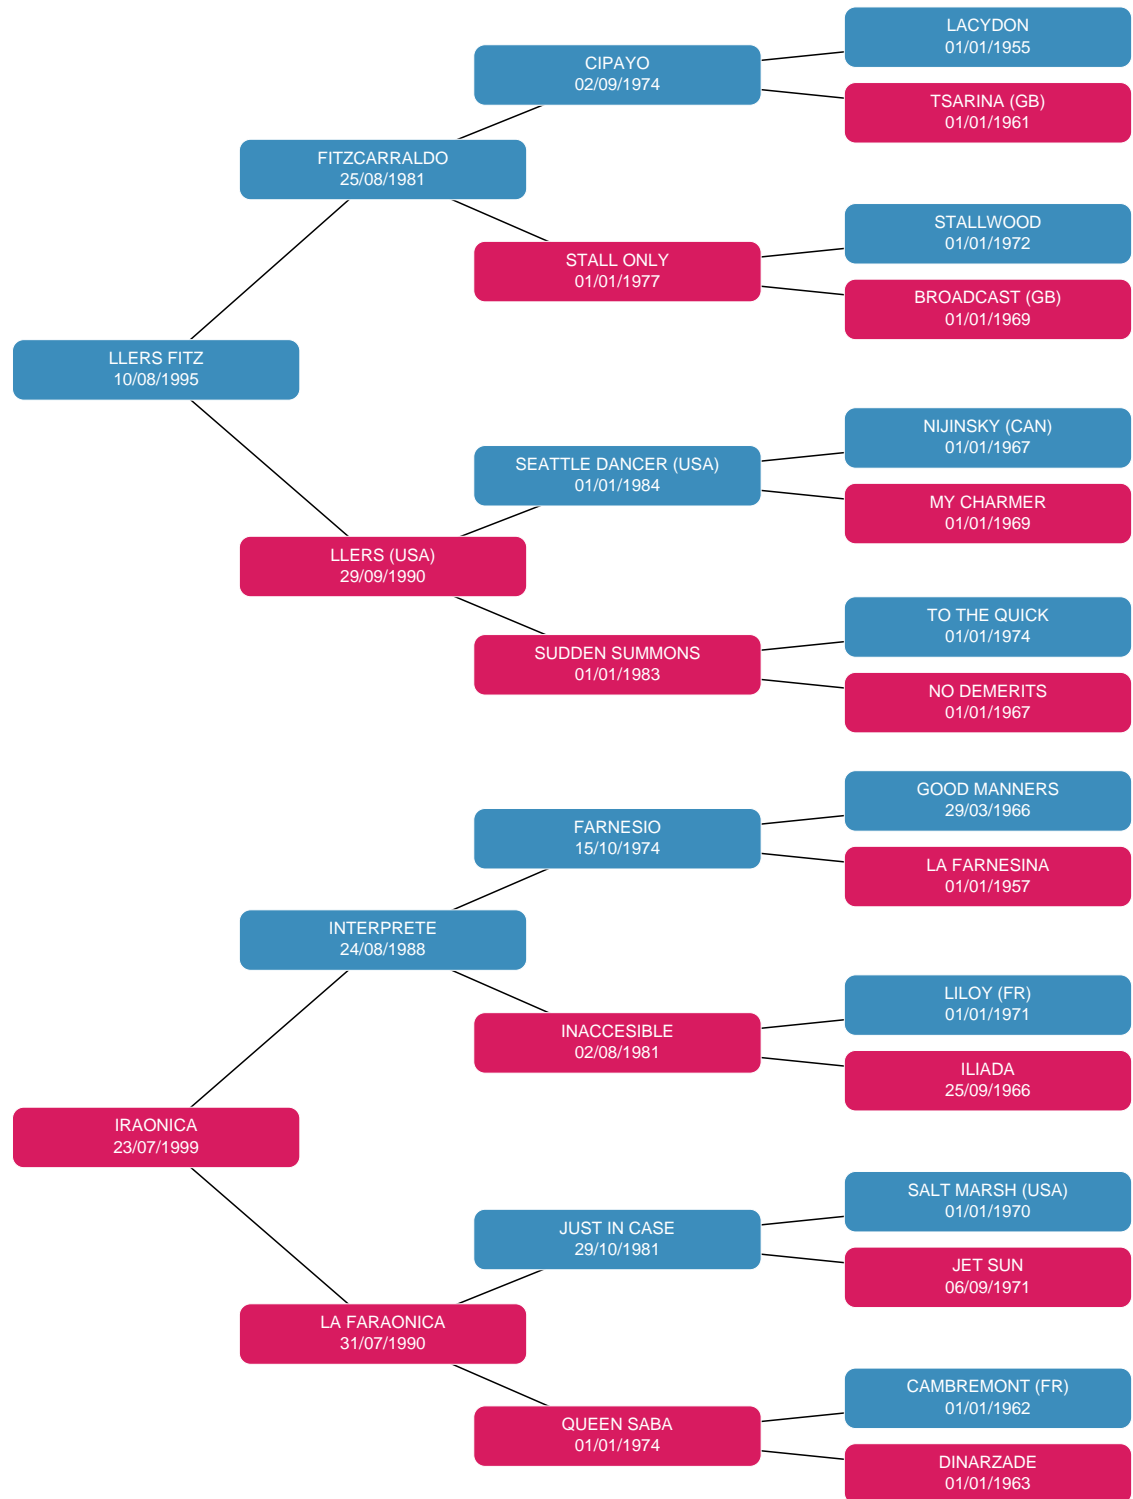 LACYDON
01/01/1955
CIPAYO
02/09/1974
TSARINA (GB)
01/01/1961
FITZCARRALDO
25/08/1981
STALLWOOD
01/01/1972
STALL ONLY
01/01/1977
BROADCAST (GB)
01/01/1969
LLERS FITZ
10/08/1995
NIJINSKY (CAN)
01/01/1967
SEATTLE DANCER (USA)
01/01/1984
MY CHARMER
01/01/1969
LLERS (USA)
29/09/1990
TO THE QUICK
01/01/1974
SUDDEN SUMMONS
01/01/1983
NO DEMERITS
01/01/1967
GOOD MANNERS
29/03/1966
FARNESIO
15/10/1974
LA FARNESINA
01/01/1957
INTERPRETE
24/08/1988
LILOY (FR)
01/01/1971
INACCESIBLE
02/08/1981
ILIADA
25/09/1966
IRAONICA
23/07/1999
SALT MARSH (USA)
01/01/1970
JUST IN CASE
29/10/1981
JET SUN
06/09/1971
LA FARAONICA
31/07/1990
CAMBREMONT (FR)
01/01/1962
QUEEN SABA
01/01/1974
DINARZADE
01/01/1963